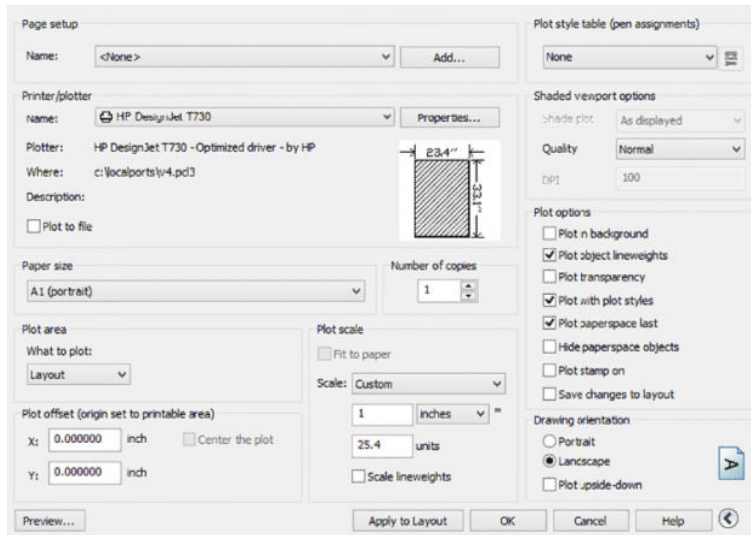 Page setup
Name: <None> Add...
Printer/plotter
Name: HP DesignJet T730 Properties...
Plotter: HP DesignJet T730 - Optimized driver - by HP
Where: c:\localports\v4.pcl3
Description:
Plot to file
23.4"
33.1"
Paper size
A1 (portrait)
Number of copies
1
Plot area
What to plot:
Layout
Plot offset (origin set to printable area)
X: 0.000000 inch Center the plot
Y: 0.000000 inch
Plot scale
Fit to paper
Scale: Custom
1 inches =
25.4 units
Scale lineweights
Plot style table (pen assignments)
None
Shaded viewport options
Shade plot As displayed
Quality Normal
DPI 100
Plot options
Plot in background
Plot object lineweights
Plot transparency
Plot with plot styles
Plot paperspace last
Hide paperspace objects
Plot stamp on
Save changes to layout
Drawing orientation
Portrait
Landscape
Plot upside-down
A
Preview... Apply to Layout OK Cancel Help